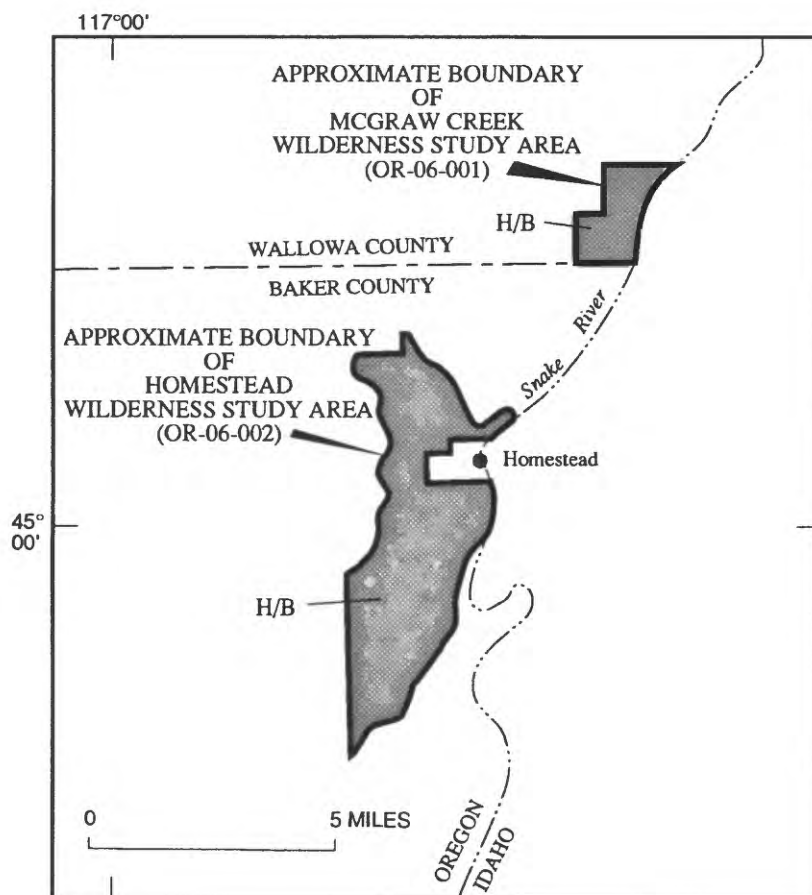 117°00'
APPROXIMATE BOUNDARY
OF
MCGRAW CREEK
WILDERNESS STUDY AREA
(OR-06-001)
H/B
WALLOWA COUNTY
BAKER COUNTY
APPROXIMATE BOUNDARY
OF
HOMESTEAD
WILDERNESS STUDY AREA
(OR-06-002)
Snake River
Homestead
45°
00'
H/B
0 5 MILES
OREGON
IDAHO